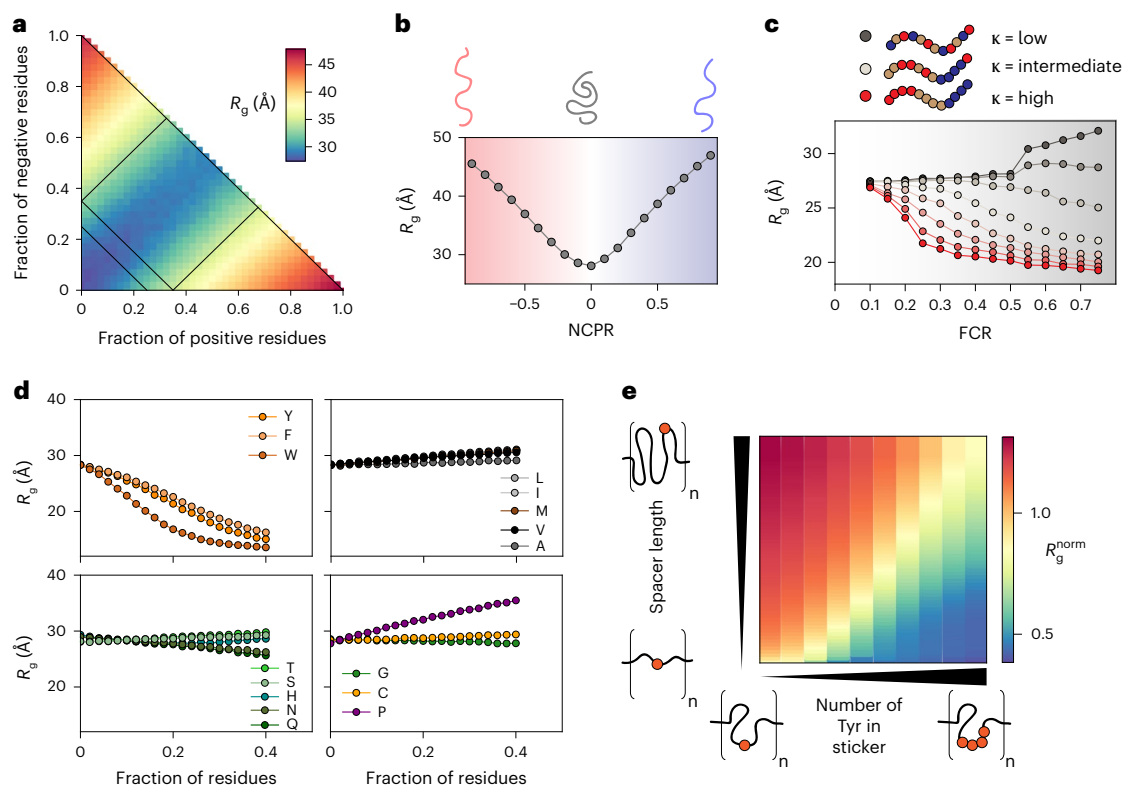 a
1.0
0.8
0.6
0.4
0.2
0
0
0.2
0.4
0.6
0.8
1.0
Fraction of negative residues
Fraction of positive residues
Rg (Å)
45
40
35
30
b
50
40
30
Rg (Å)
−0.5
0
0.5
NCPR
c
κ = low
κ = intermediate
κ = high
30
25
20
Rg (Å)
0
0.1
0.2
0.3
0.4
0.5
0.6
0.7
FCR
d
40
30
20
Rg (Å)
Y
F
W
L
I
M
V
A
40
30
20
Rg (Å)
T
S
H
N
Q
G
C
P
0
0.2
0.4
0
0.2
0.4
Fraction of residues
Fraction of residues
e
n
Spacer length
n
1.0
0.5
Rg norm
n
Number of
Tyr in
sticker
n